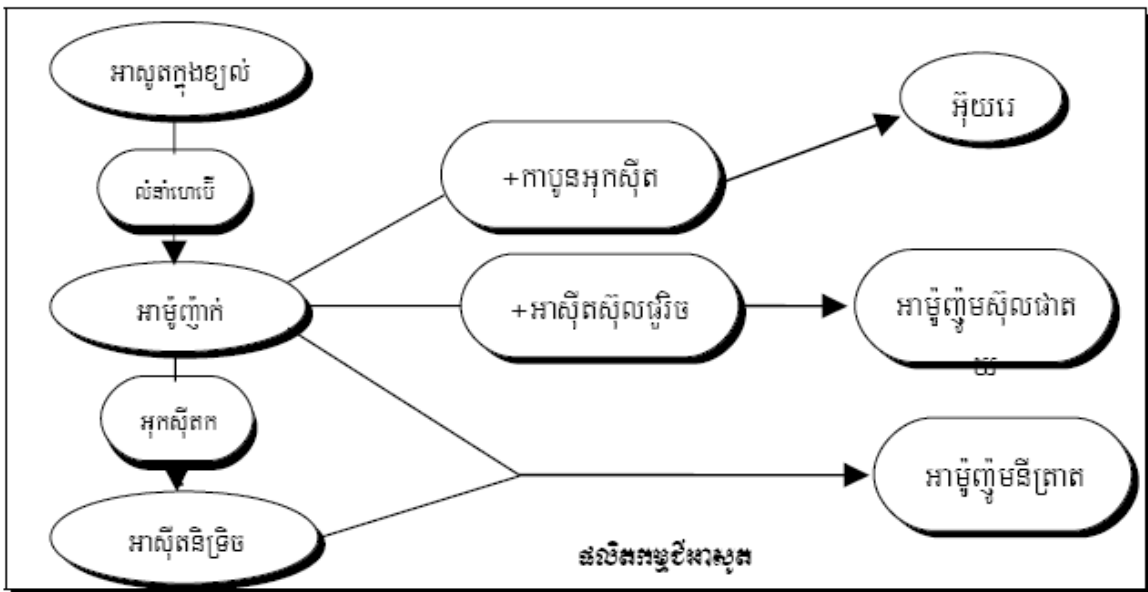 អាសូតក្នុងខ្យល់
អ៊ុយរេ
+កាបូនអុកស៊ីត
លំនាំហេបើ
អាម៉ូញ៉ាក់
+អាស៊ីតស៊ុលផួរិច
អាម៉ូញ៉ូមស៊ុលផាត
យ
អុកស៊ីតក
អាម៉ូញ៉ូមនីត្រាត
អាស៊ីតនិទ្រិច
ផលិតកម្មជីអាសូត